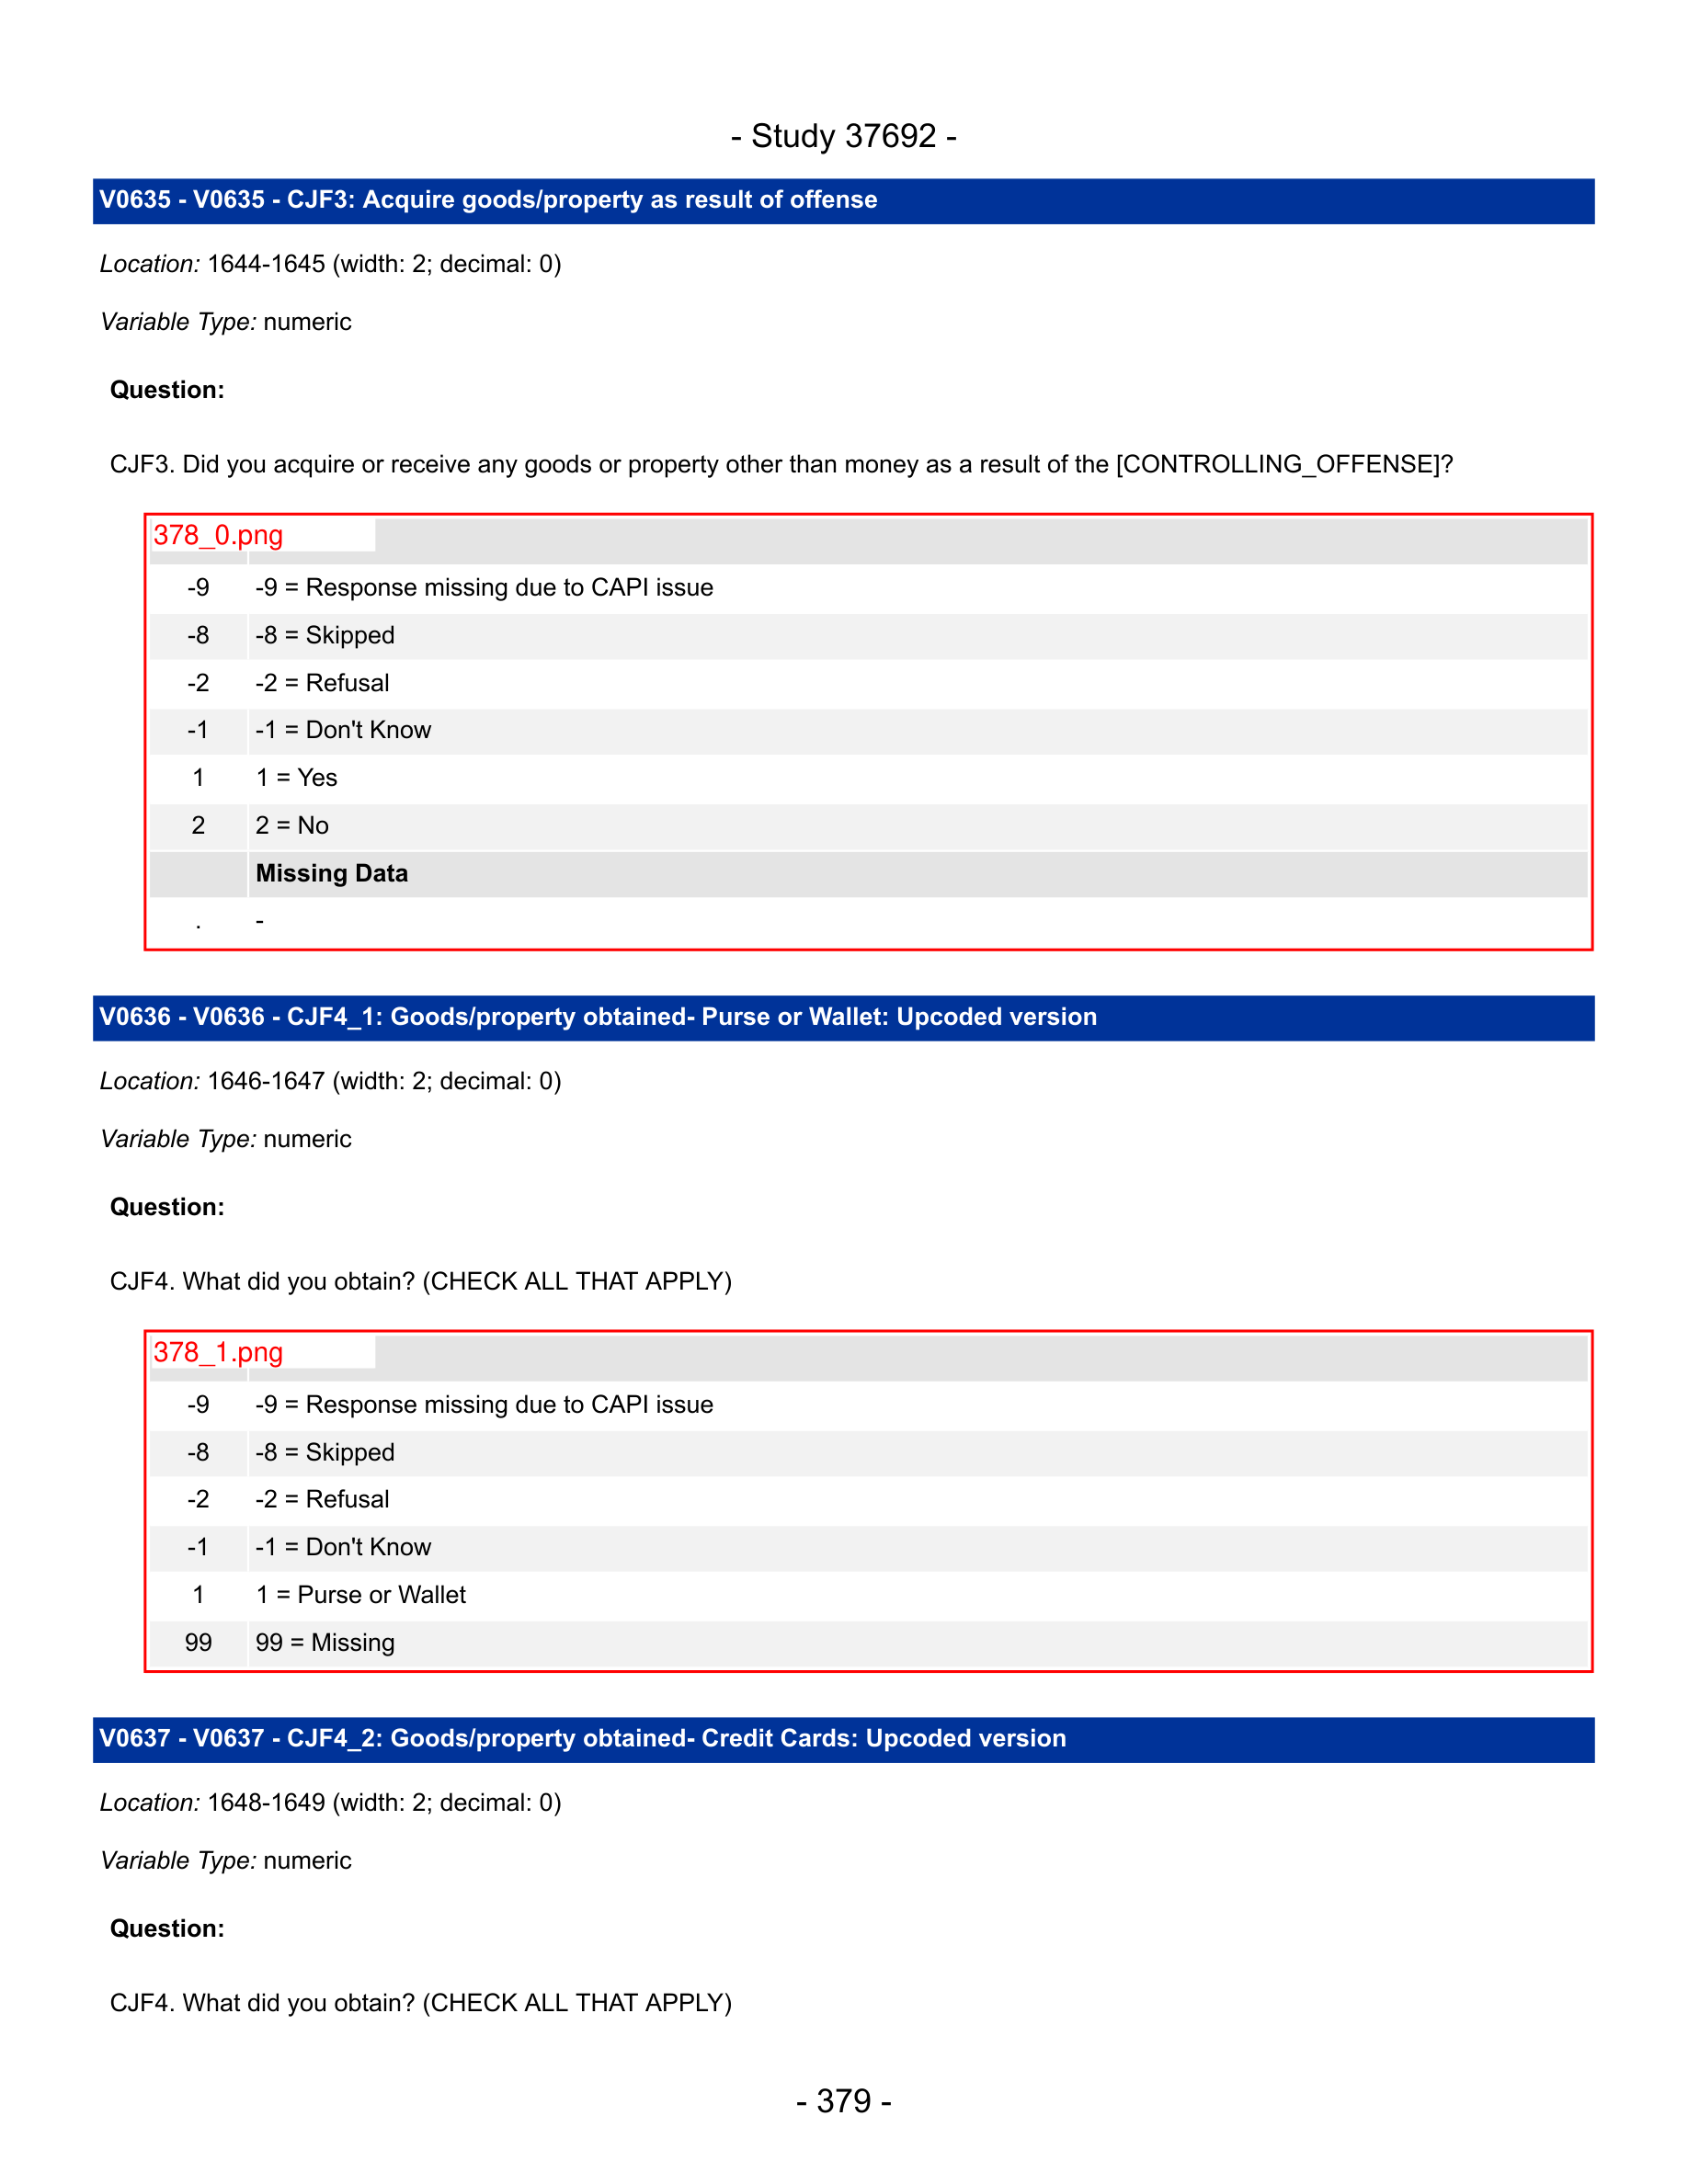 - Study 37692 -
V0635 - V0635 - CJF3: Acquire goods/property as result of offense
Location: 1644-1645 (width: 2; decimal: 0)
Variable Type: numeric
Question:
CJF3. Did you acquire or receive any goods or property other than money as a result of the [CONTROLLING_OFFENSE]?
378_0.png
-9 -9 = Response missing due to CAPI issue
-8 -8 = Skipped
-2 -2 = Refusal
-1 -1 = Don't Know
1 1 = Yes
2 2 = No
Missing Data
. -
V0636 - V0636 - CJF4_1: Goods/property obtained- Purse or Wallet: Upcoded version
Location: 1646-1647 (width: 2; decimal: 0)
Variable Type: numeric
Question:
CJF4. What did you obtain? (CHECK ALL THAT APPLY)
378_1.png
-9 -9 = Response missing due to CAPI issue
-8 -8 = Skipped
-2 -2 = Refusal
-1 -1 = Don't Know
1 1 = Purse or Wallet
99 99 = Missing
V0637 - V0637 - CJF4_2: Goods/property obtained- Credit Cards: Upcoded version
Location: 1648-1649 (width: 2; decimal: 0)
Variable Type: numeric
Question:
CJF4. What did you obtain? (CHECK ALL THAT APPLY)
- 379 -